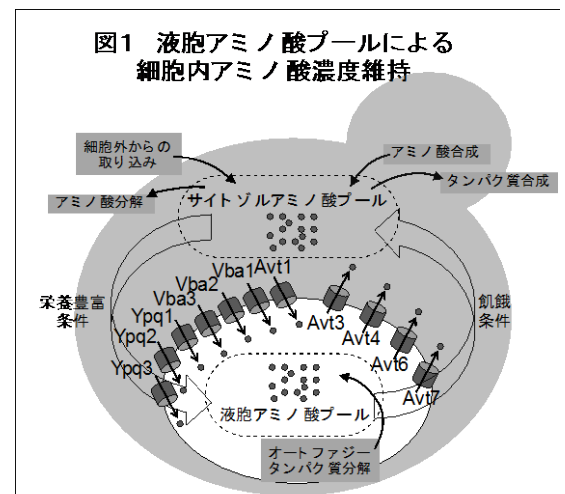 図1 液胞アミノ酸プールによる
細胞内アミノ酸濃度維持
細胞外からの
取り込み
アミノ酸合成
アミノ酸分解
タンパク質合成
サイトゾルアミノ酸プール
栄養豊富
条件
飢餓
条件
Ypq3
Ypq2
Ypq1
Vba3
Vba2
Vba1
Avt1
Avt3
Avt4
Avt6
Avt7
液胞アミノ酸プール
オートファジー
タンパク質分解